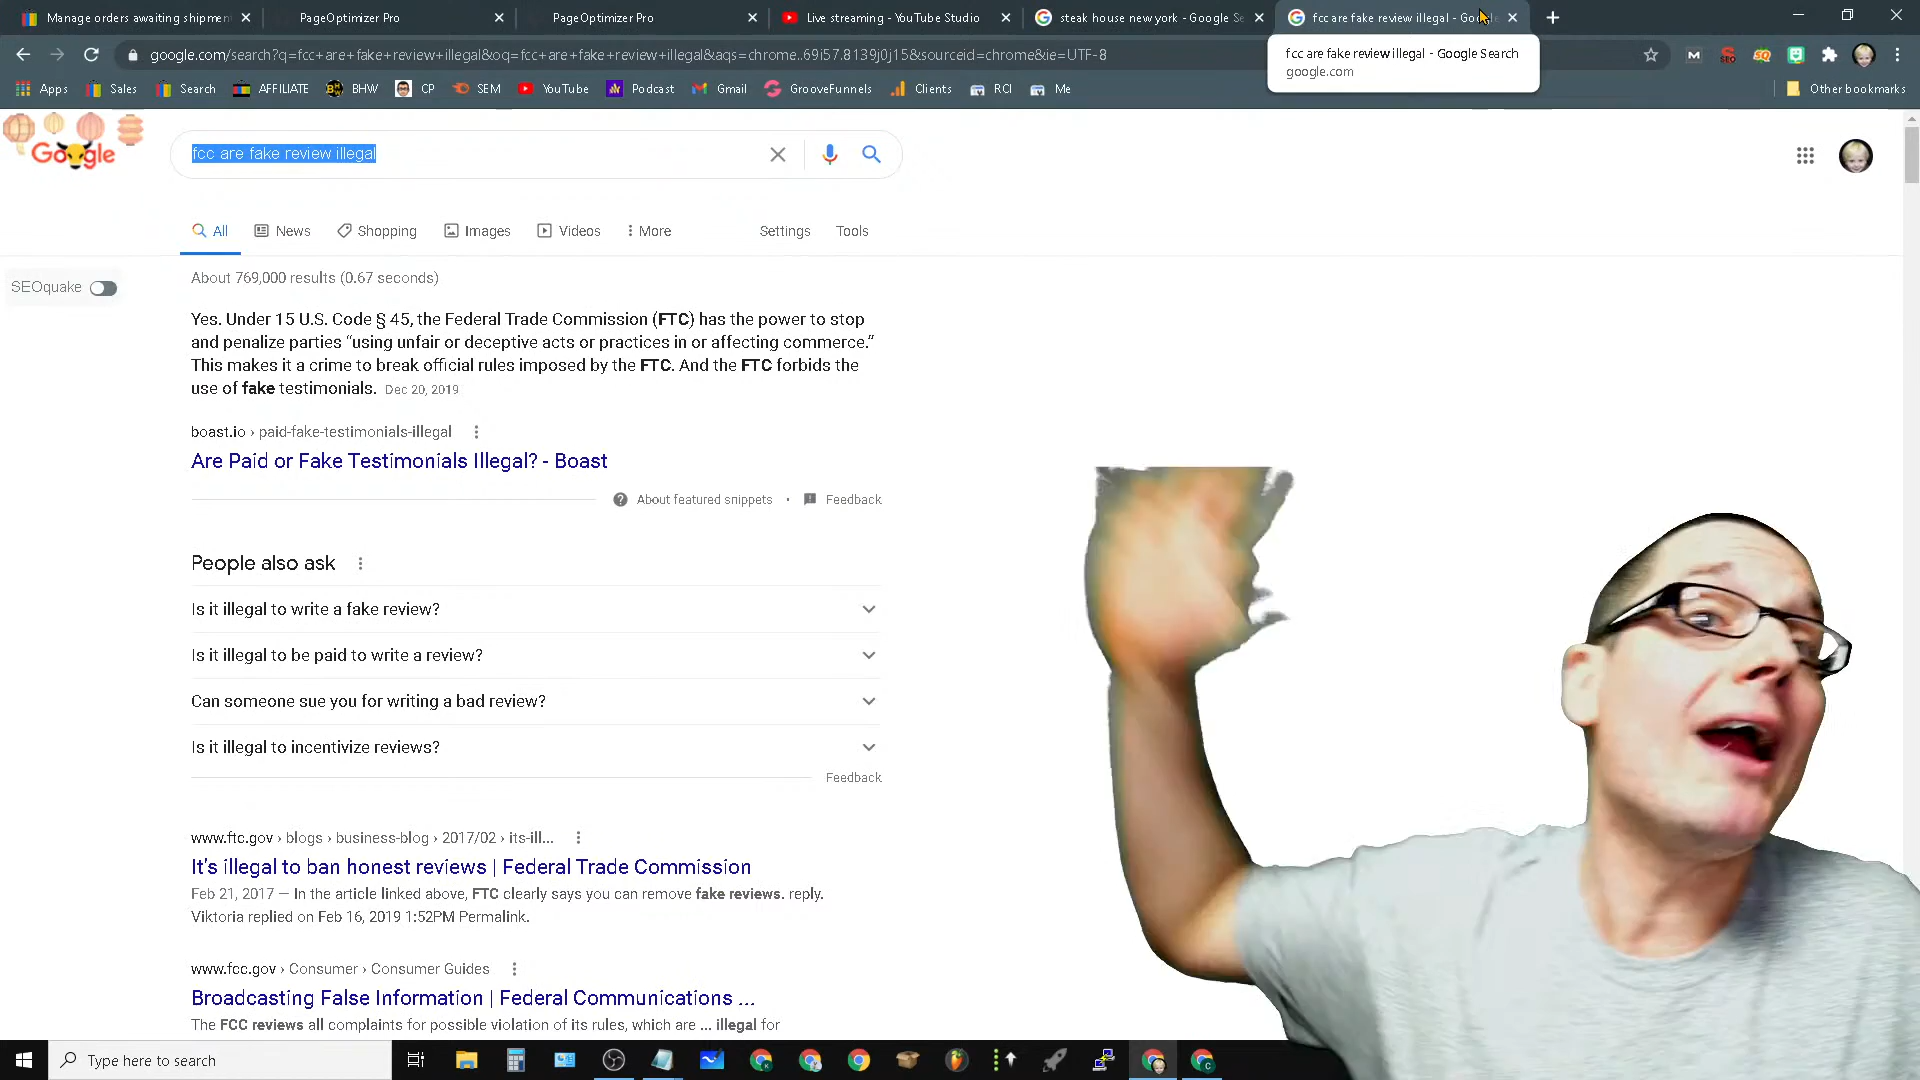 Manage orders awaiting shipmen
PageOptimizer Pro
PageOptimizer Pro
Live streaming - YouTube Studio
steak house new york - Google Se
fcc are fake review illegal - Goo
google.com/search?q=fcc+are+fake+review+illegal&oq=fcc+are+fake+review+illegal&aqs=chrome..69i57.8139j0j15&sourceid=chrome&ie=UTF-8
fcc are fake review illegal - Google Search
google.com
Apps
Sales
Search
AFFILIATE
BHW
CP
SEM
YouTube
Podcast
Gmail
GrooveFunnels
Clients
RCI
Me
Other bookmarks
Google
fcc are fake review illegal
All
News
Shopping
Images
Videos
More
Settings
Tools
SEOquake
About 769,000 results (0.67 seconds)
Yes. Under 15 U.S. Code § 45, the Federal Trade Commission (FTC) has the power to stop
and penalize parties “using unfair or deceptive acts or practices in or affecting commerce.”
This makes it a crime to break official rules imposed by the FTC. And the FTC forbids the
use of fake testimonials. Dec 20, 2019
boast.io › paid-fake-testimonials-illegal
Are Paid or Fake Testimonials Illegal? - Boast
About featured snippets • Feedback
People also ask
Is it illegal to write a fake review?
Is it illegal to be paid to write a review?
Can someone sue you for writing a bad review?
Is it illegal to incentivize reviews?
Feedback
www.ftc.gov › blogs › business-blog › 2017/02 › its-ill...
It's illegal to ban honest reviews | Federal Trade Commission
Feb 21, 2017 — In the article linked above, FTC clearly says you can remove fake reviews. reply.
Viktoria replied on Feb 16, 2019 1:52PM Permalink.
www.fcc.gov › Consumer › Consumer Guides
Broadcasting False Information | Federal Communications ...
The FCC reviews all complaints for possible violation of its rules, which are ... illegal for
Type here to search